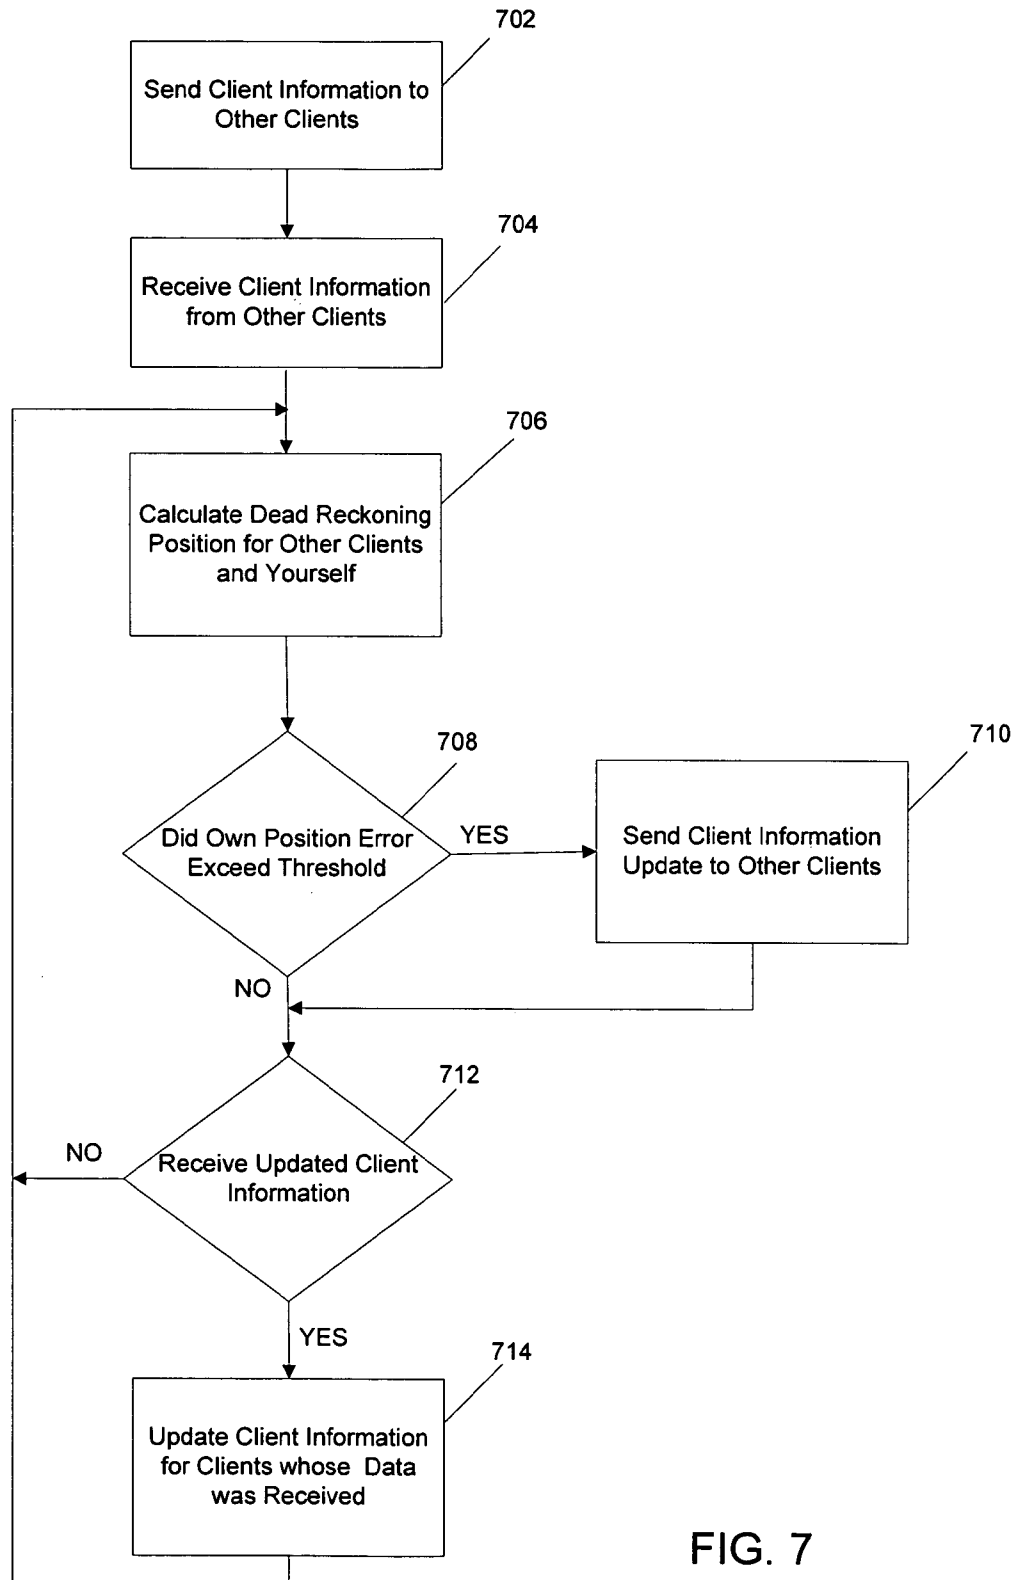 702
Send Client Information to
Other Clients
704
Receive Client Information
from Other Clients
706
Calculate Dead Reckoning
Position for Other Clients
and Yourself
708
Did Own Position Error
Exceed Threshold
YES
710
Send Client Information
Update to Other Clients
NO
712
Receive Updated Client
Information
NO
YES
714
Update Client Information
for Clients whose Data
was Received
FIG. 7